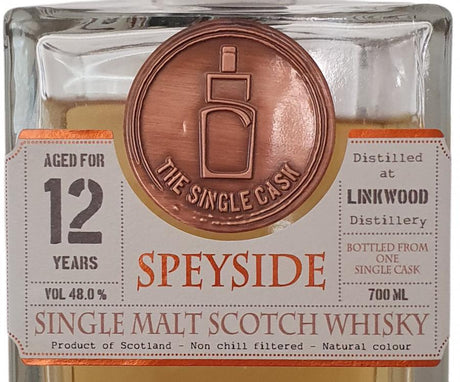 THE SINGLE CASK
AGED FOR
12
YEARS
VOL 48.0 %
SPEYSIDE
Distilled
at
LINKWOOD
Distillery
BOTTLED FROM
ONE
SINGLE CASK
700 ML
SINGLE MALT SCOTCH WHISKY
Product of Scotland - Non chill filtered - Natural colour